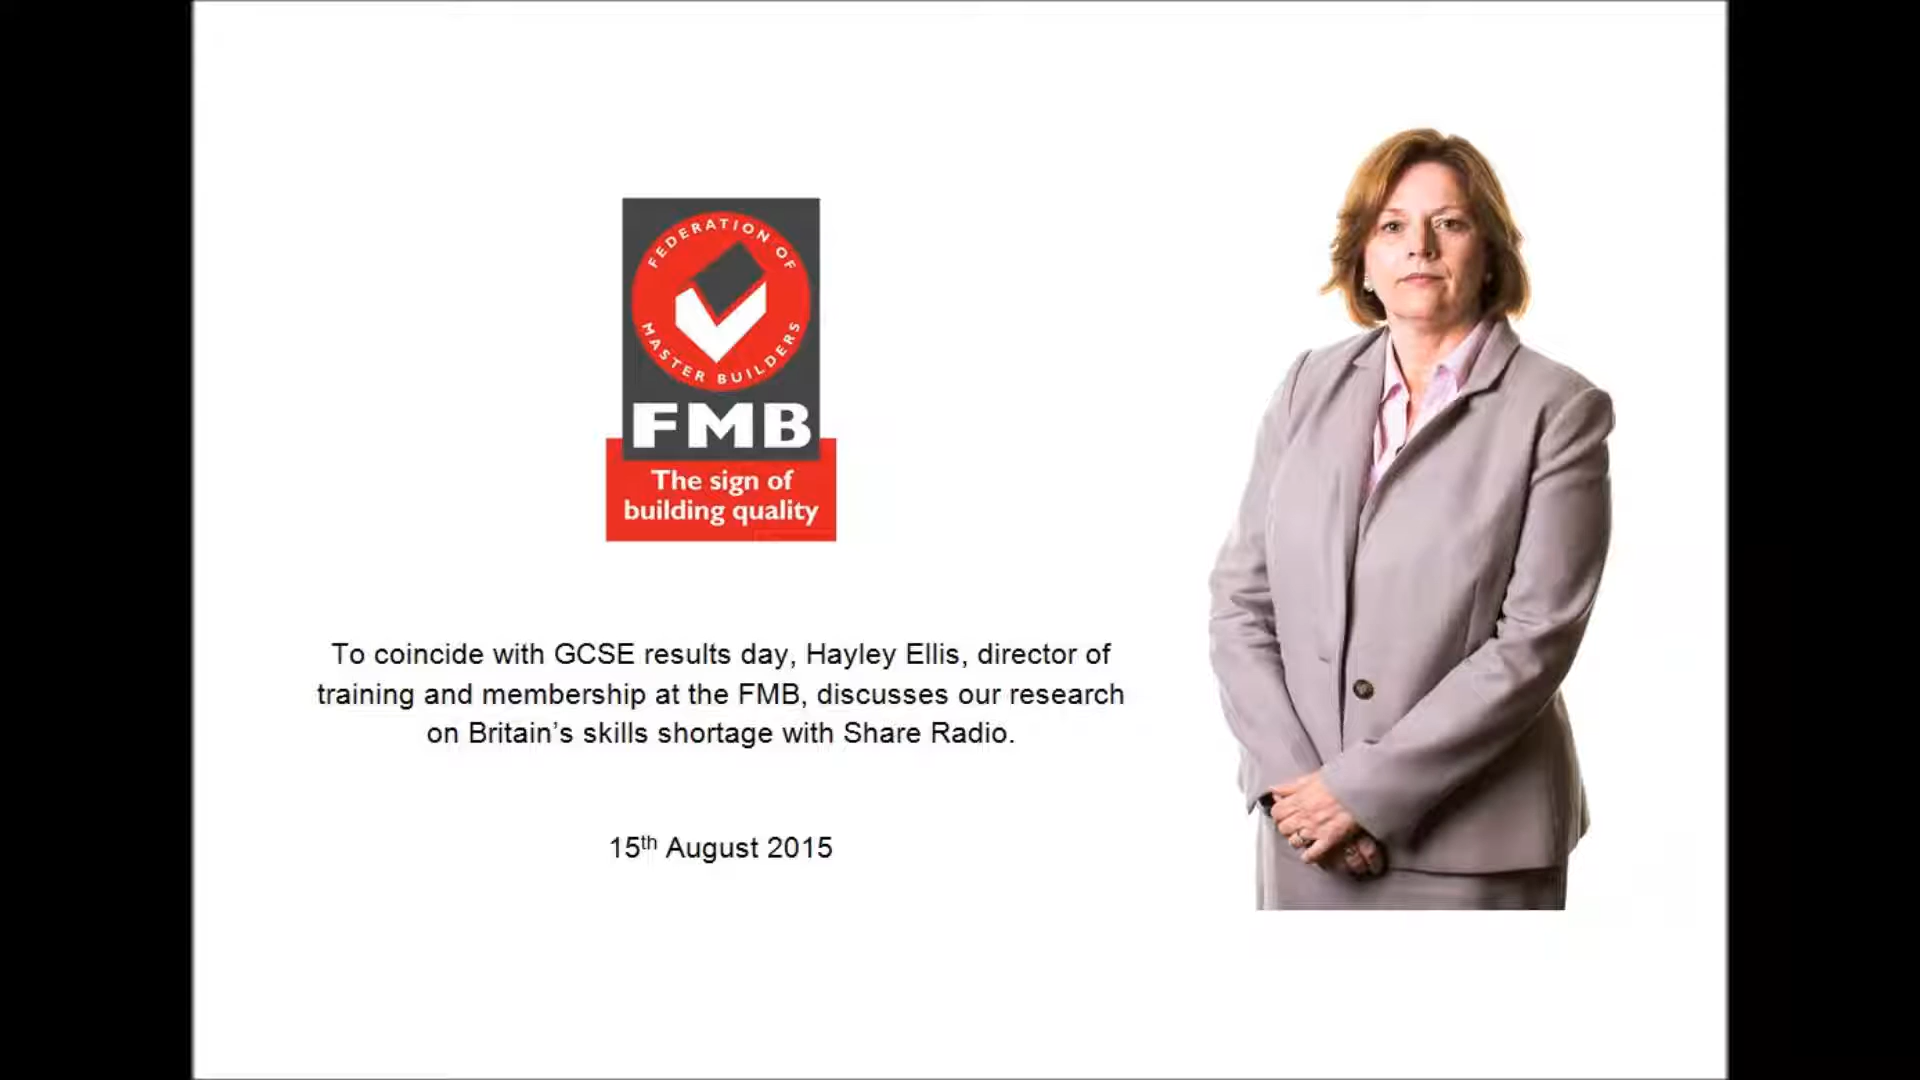 FEDERATION OF
MASTER BUILDERS
FMB
The sign of
building quality
To coincide with GCSE results day, Hayley Ellis, director of
training and membership at the FMB, discusses our research
on Britain’s skills shortage with Share Radio.
15th August 2015